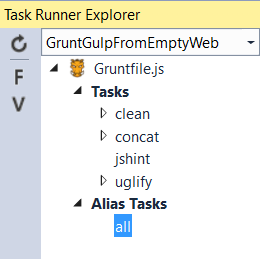 Task Runner Explorer
GruntGulpFromEmptyWeb
F
V
Gruntfile.js
Tasks
clean
concat
jshint
uglify
Alias Tasks
all